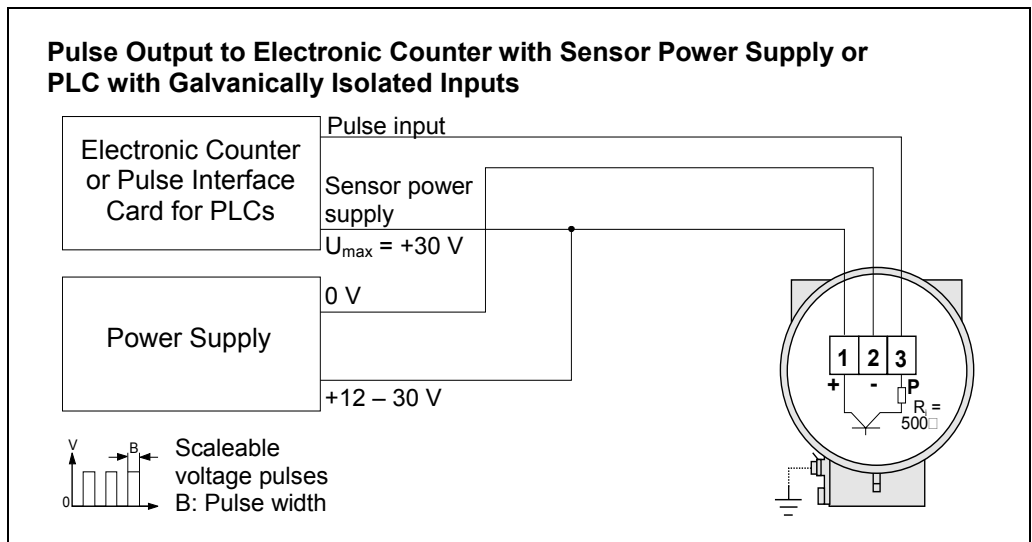 Pulse Output to Electronic Counter with Sensor Power Supply or
PLC with Galvanically Isolated Inputs
Pulse input
Electronic Counter
or Pulse Interface
Card for PLCs
Sensor power
supply
Umax = +30 V
0 V
Power Supply
+12 – 30 V
1 2 3
+ - P
Ri =
500□
V
B
0
Scaleable
voltage pulses
B: Pulse width